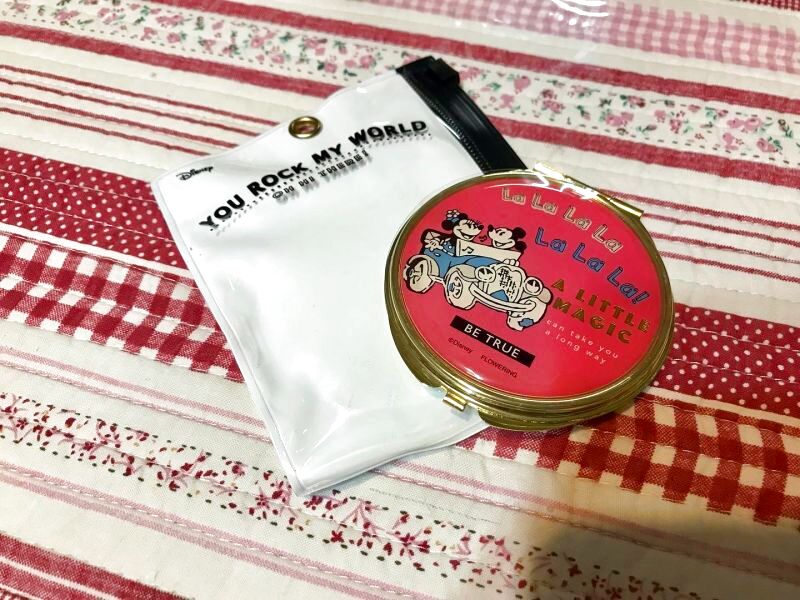 Disney
YOU ROCK MY WORLD
La La La La
La La La!
A LITTLE
MAGIC
can take you
a long way
BE TRUE
©Disney FLOWERING